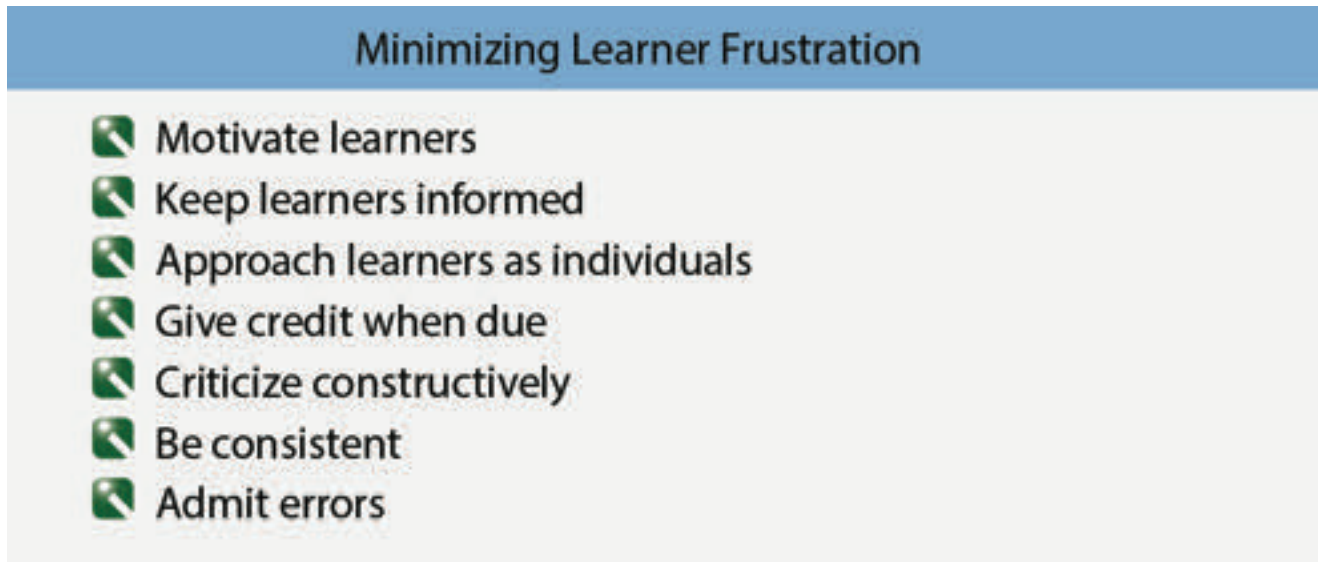 Minimizing Learner Frustration
Motivate learners
Keep learners informed
Approach learners as individuals
Give credit when due
Criticize constructively
Be consistent
Admit errors